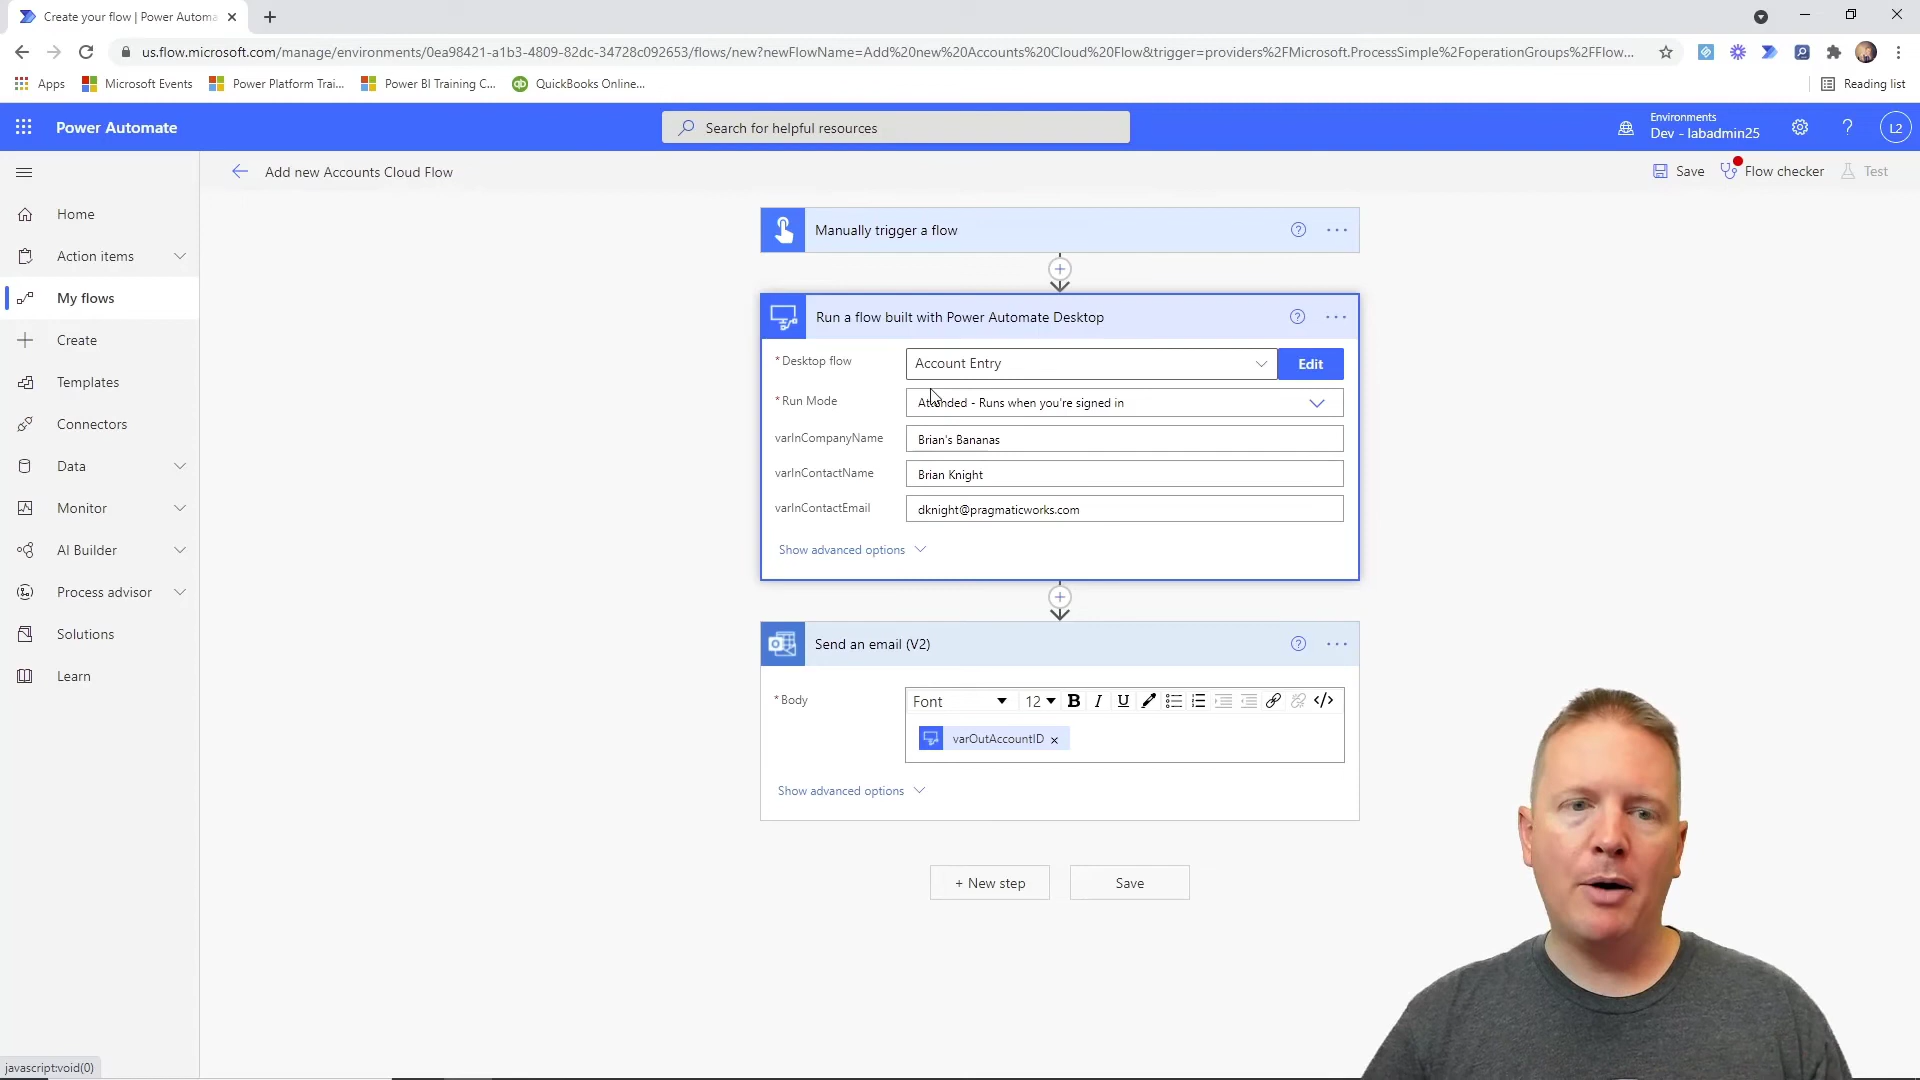 Create your flow | Power Automa
us.flow.microsoft.com/manage/environments/0ea98421-a1b3-4809-82dc-34728c092653/flows/new?newFlowName=Add%20new%20Accounts%20Cloud%20Flow&trigger=providers%2FMicrosoft.ProcessSimple%2FoperationGroups%2FFlow...
Apps Microsoft Events Power Platform Trai... Power BI Training C... QuickBooks Online... Reading list
Power Automate Search for helpful resources Environments
Dev - labadmin25 ? L2
Add new Accounts Cloud Flow Save Flow checker Test
Home
Action items
My flows
Create
Templates
Connectors
Data
Monitor
AI Builder
Process advisor
Solutions
Learn
Manually trigger a flow
Run a flow built with Power Automate Desktop
*Desktop flow Account Entry Edit
*Run Mode Attended - Runs when you're signed in
varInCompanyName Brian's Bananas
varInContactName Brian Knight
varInContactEmail dknight@pragmaticworks.com
Show advanced options
Send an email (V2)
*Body Font 12 B I U </>
varOutAccountID ×
Show advanced options
+ New step Save
javascript:void(0)